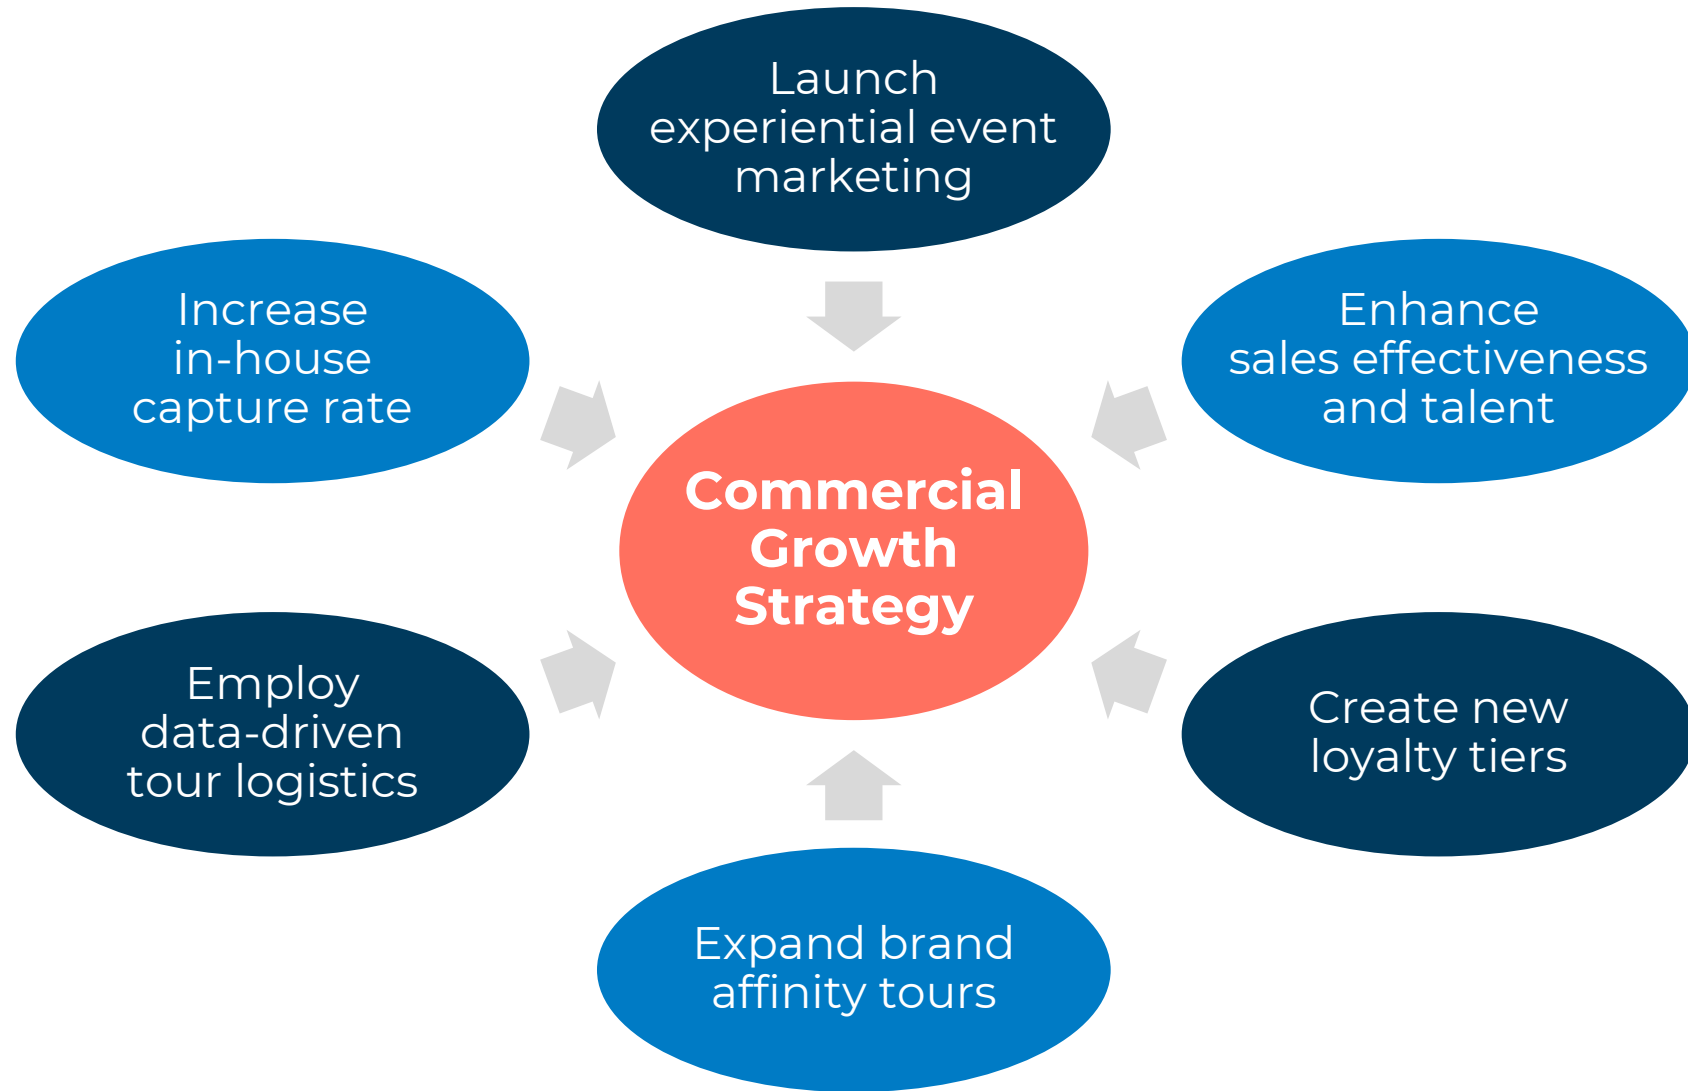 Launch
experiential event
marketing
Increase
in-house
capture rate
Enhance
sales effectiveness
and talent
Commercial
Growth
Strategy
Employ
data-driven
tour logistics
Create new
loyalty tiers
Expand brand
affinity tours